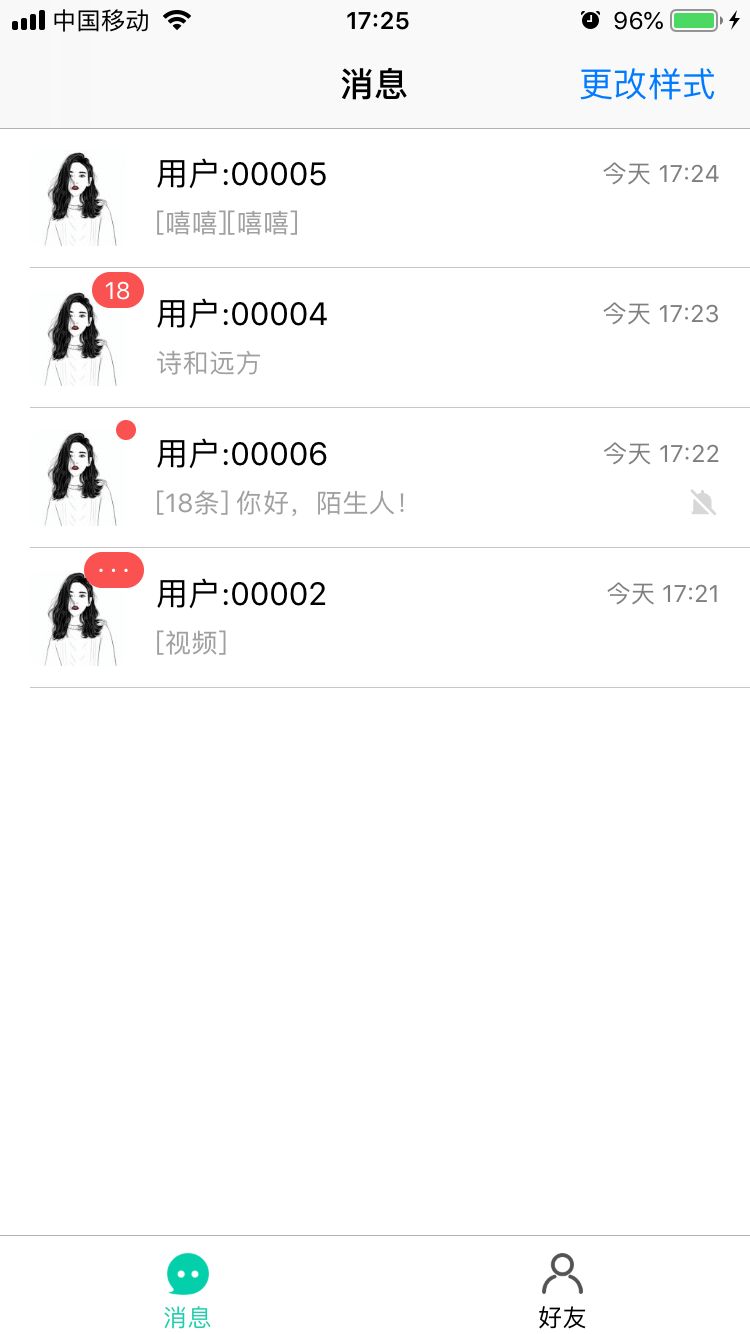 中国移动 17:25 96%
消息 更改样式
用户:00005 今天 17:24
[嘻嘻][嘻嘻]
18
用户:00004 今天 17:23
诗和远方
用户:00006 今天 17:22
[18条] 你好，陌生人！
···
用户:00002 今天 17:21
[视频]
消息 好友